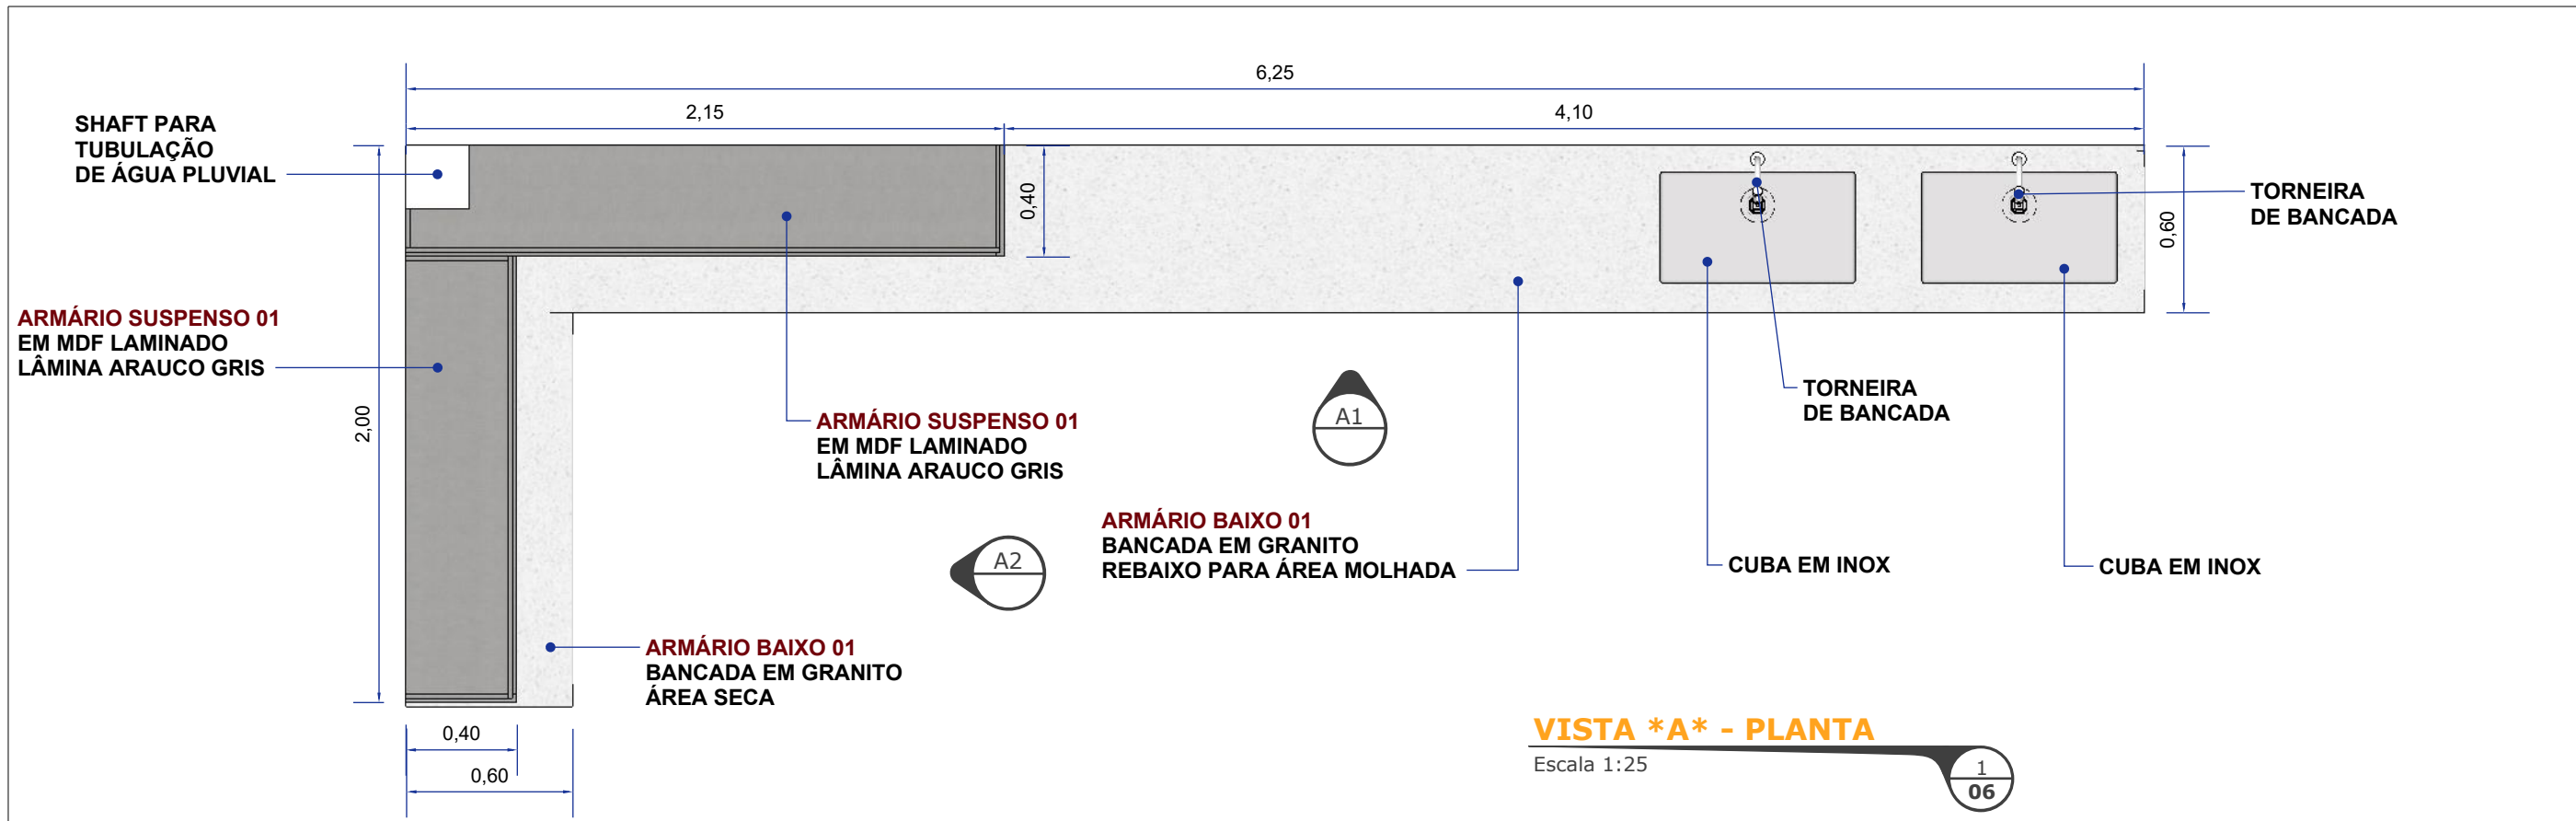 6,25
2,15
4,10
SHAFT PARA
TUBULAÇÃO
DE ÁGUA PLUVIAL
0,40
0,60
TORNEIRA
DE BANCADA
ARMÁRIO SUSPENSO 01
EM MDF LAMINADO
LÂMINA ARAUCO GRIS
2,00
ARMÁRIO SUSPENSO 01
EM MDF LAMINADO
LÂMINA ARAUCO GRIS
A1
TORNEIRA
DE BANCADA
A2
ARMÁRIO BAIXO 01
BANCADA EM GRANITO
REBAIXO PARA ÁREA MOLHADA
CUBA EM INOX
CUBA EM INOX
ARMÁRIO BAIXO 01
BANCADA EM GRANITO
ÁREA SECA
0,40
0,60
VISTA *A* - PLANTA
Escala 1:25
1
06